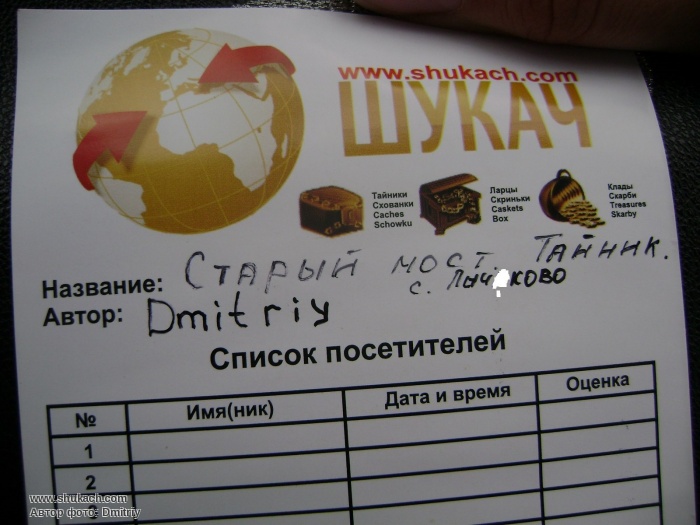 www.shukach.com
ШУКАЧ
Тайники
Схованки
Caches
Schowku
Ларцы
Скриньки
Caskets
Box
Клады
Скарби
Treasures
Skarby
Название: Старый мост Тайник.
с.
Автор: Dmitriy
Список посетителей
№ Имя(ник) Дата и время Оценка
1
2
3
www.shukach.com
Автор фото: Dmitriy